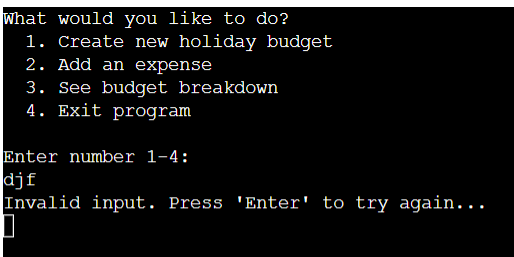 What would you like to do?
1. Create new holiday budget
2. Add an expense
3. See budget breakdown
4. Exit program
Enter number 1-4:
djf
Invalid input. Press 'Enter' to try again...